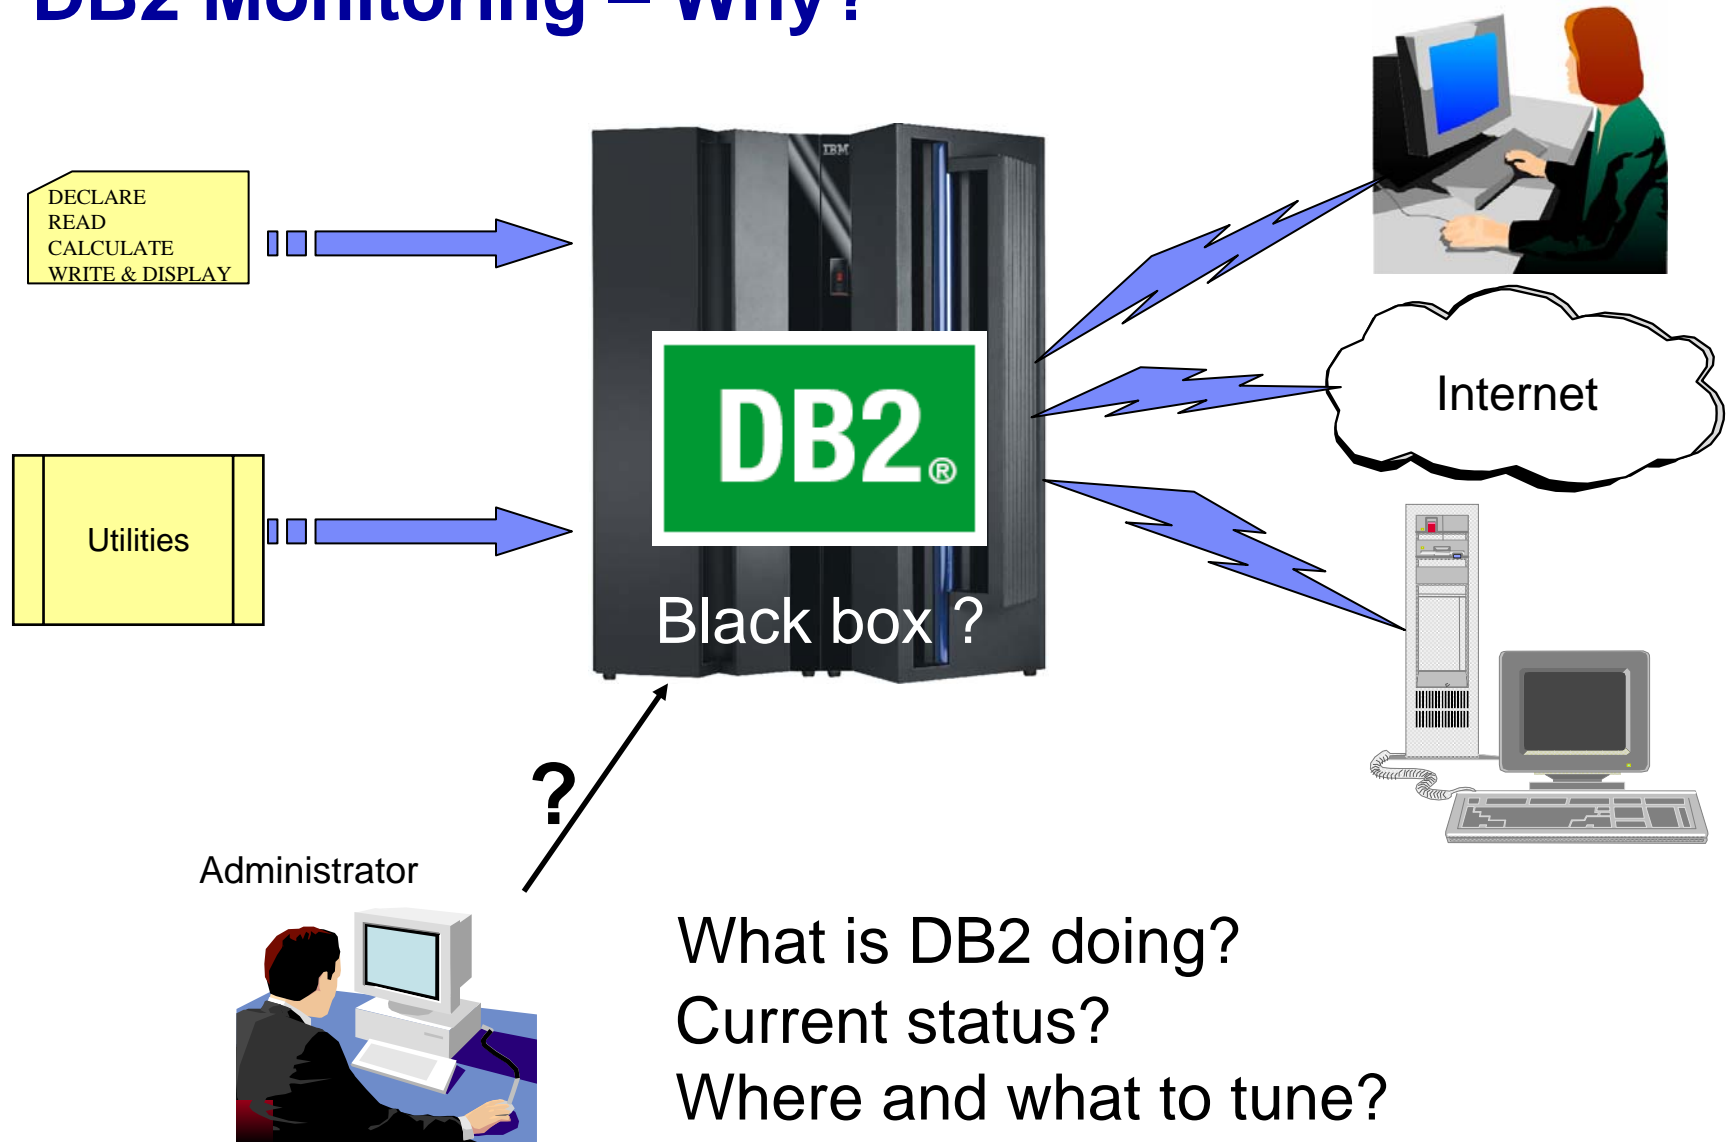 DB2 Monitoring – Why?
DECLARE
READ
CALCULATE
WRITE & DISPLAY
IBM
DB2®
Internet
Utilities
Black box ?
?
Administrator
What is DB2 doing?
Current status?
Where and what to tune?